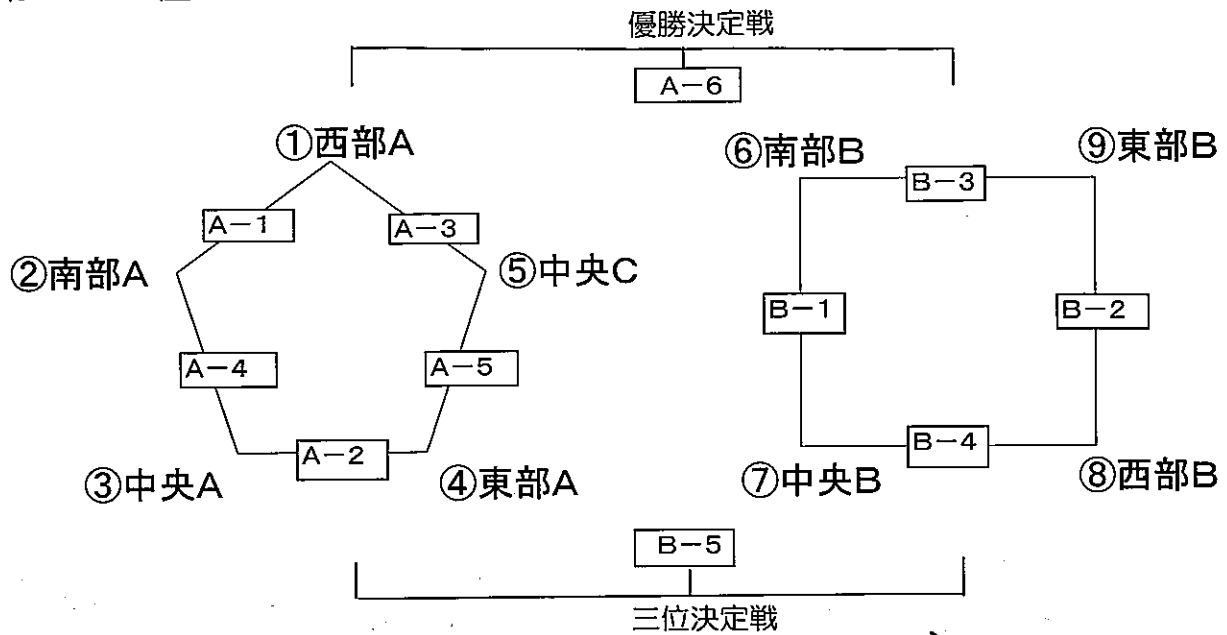 優勝決定戦
A－6
①西部A
⑥南部B
⑨東部B
B－3
A－1
A－3
②南部A
⑤中央C
B－1
B－2
A－4
A－5
A－2
B－4
③中央A
④東部A
⑦中央B
⑧西部B
B－5
三位決定戦